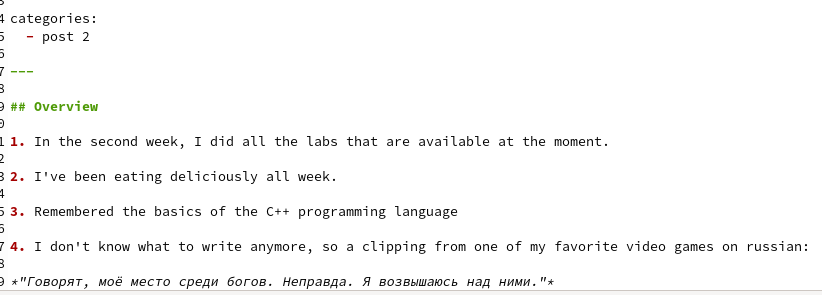 4 categories:
5 - post 2
6
7 ---
8
9 ## Overview
0
1 1. In the second week, I did all the labs that are available at the moment.
2
3 2. I've been eating deliciously all week.
4
5 3. Remembered the basics of the C++ programming language
6
7 4. I don't know what to write anymore, so a clipping from one of my favorite video games on russian:
8
9 *"Говорят, моё место среди богов. Неправда. Я возвышаюсь над ними."*